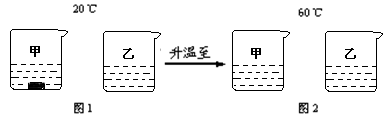 20℃ 60℃
甲 乙 升温至 甲 乙
图1 图2